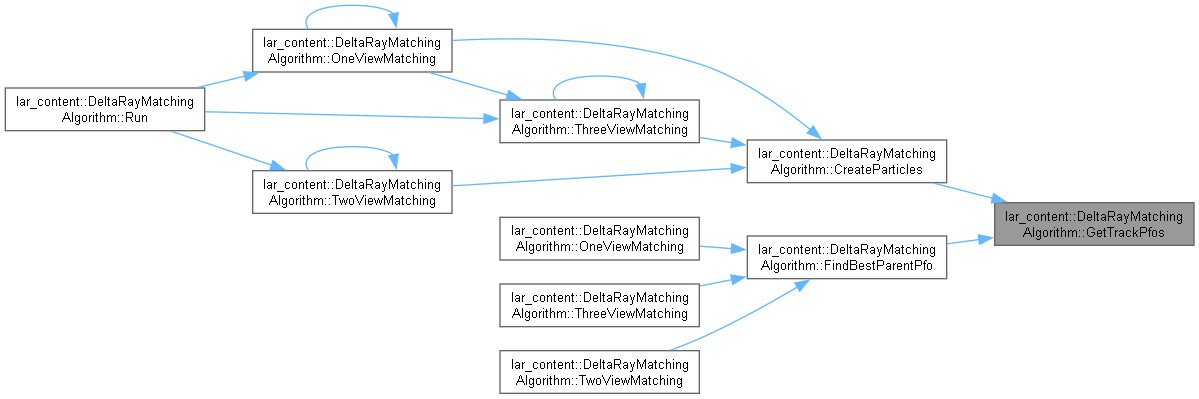 lar_content::DeltaRayMatching
Algorithm::OneViewMatching
lar_content::DeltaRayMatching
Algorithm::Run
lar_content::DeltaRayMatching
Algorithm::ThreeViewMatching
lar_content::DeltaRayMatching
Algorithm::CreateParticles
lar_content::DeltaRayMatching
Algorithm::TwoViewMatching
lar_content::DeltaRayMatching
Algorithm::GetTrackPfos
lar_content::DeltaRayMatching
Algorithm::OneViewMatching
lar_content::DeltaRayMatching
Algorithm::FindBestParentPfo
lar_content::DeltaRayMatching
Algorithm::ThreeViewMatching
lar_content::DeltaRayMatching
Algorithm::TwoViewMatching